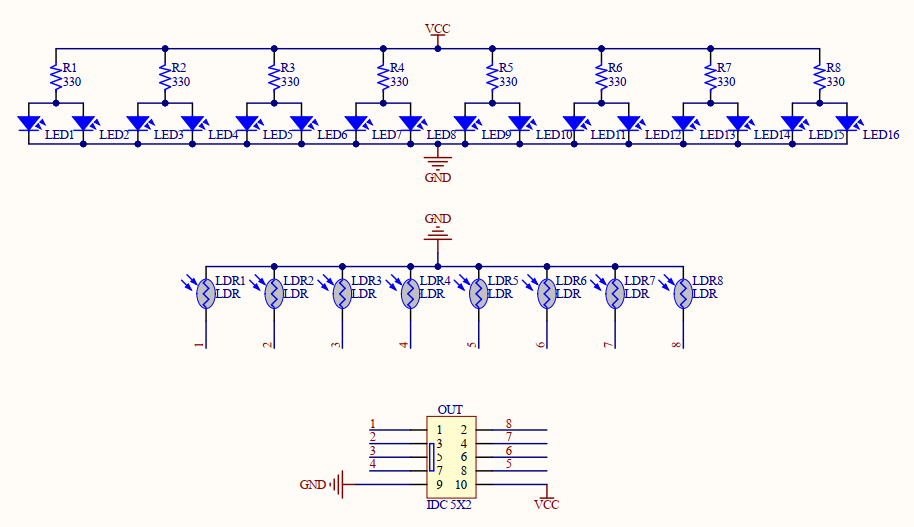 VCC
R1 R2 R3 R4 R5 R6 R7 R8
330 330 330 330 330 330 330 330
LED1 LED2 LED3 LED4 LED5 LED6 LED7 LED8 LED9 LED10 LED11 LED12 LED13 LED14 LED15 LED16
GND
GND
LDR1 LDR2 LDR3 LDR4 LDR5 LDR6 LDR7 LDR8
LDR LDR LDR LDR LDR LDR LDR LDR
1 2 3 4 5 6 7 8
OUT
1 1 2 8
2 3 4 7
3 5 6 6
4 7 8 5
GND 9 10
IDC 5X2 VCC